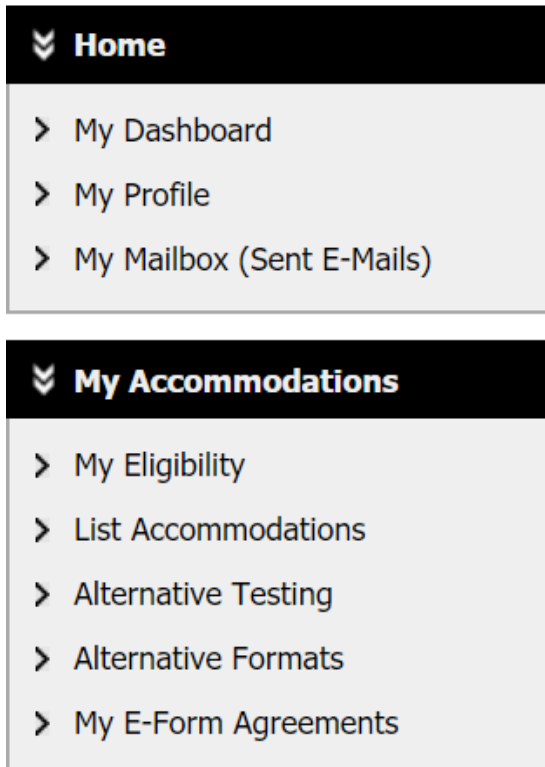 Home
My Dashboard
My Profile
My Mailbox (Sent E-Mails)
My Accommodations
My Eligibility
List Accommodations
Alternative Testing
Alternative Formats
My E-Form Agreements